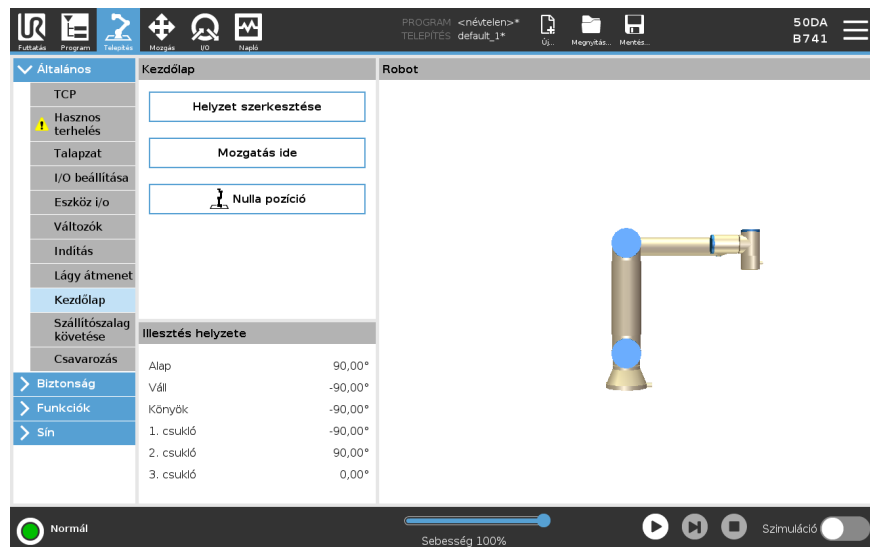 UR
Futtatás
Program
Telepítés
Mozgás
I/O
Napló
PROGRAM <névtelen>*
TELEPÍTÉS default_1*
Új...
Megnyitás...
Mentés...
50DA
B741
Általános
TCP
Hasznos
terhelés
Talapzat
I/O beállítása
Eszköz i/o
Változók
Indítás
Lágy átmenet
Kezdőlap
Szállítószalag
követése
Csavarozás
Biztonság
Funkciók
Sín
Kezdőlap
Helyzet szerkesztése
Mozgatás ide
Nulla pozíció
Illesztés helyzete
Alap 90,00°
Váll -90,00°
Könyök -90,00°
1. csukló -90,00°
2. csukló 90,00°
3. csukló 0,00°
Robot
Normál
Sebesség 100%
Szimuláció